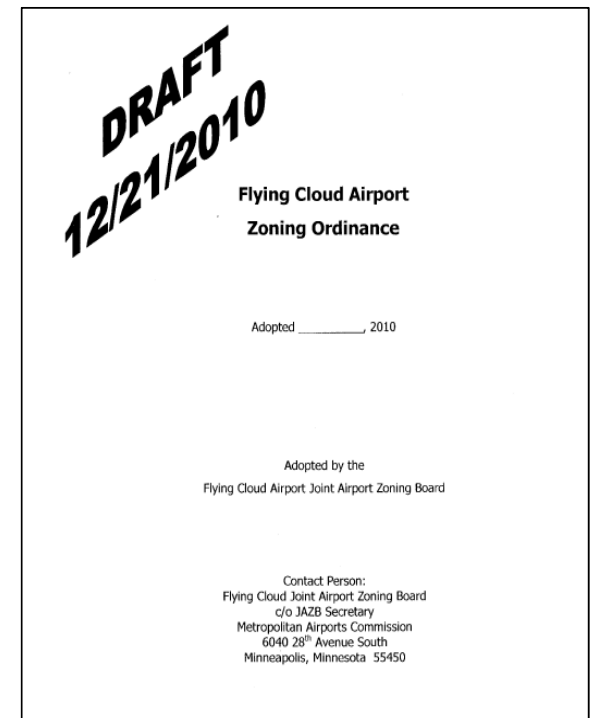 DRAFT
12/21/2010
Flying Cloud Airport
Zoning Ordinance
Adopted __________, 2010
Adopted by the
Flying Cloud Airport Joint Airport Zoning Board
Contact Person:
Flying Cloud Joint Airport Zoning Board
c/o JAZB Secretary
Metropolitan Airports Commission
6040 28th Avenue South
Minneapolis, Minnesota 55450